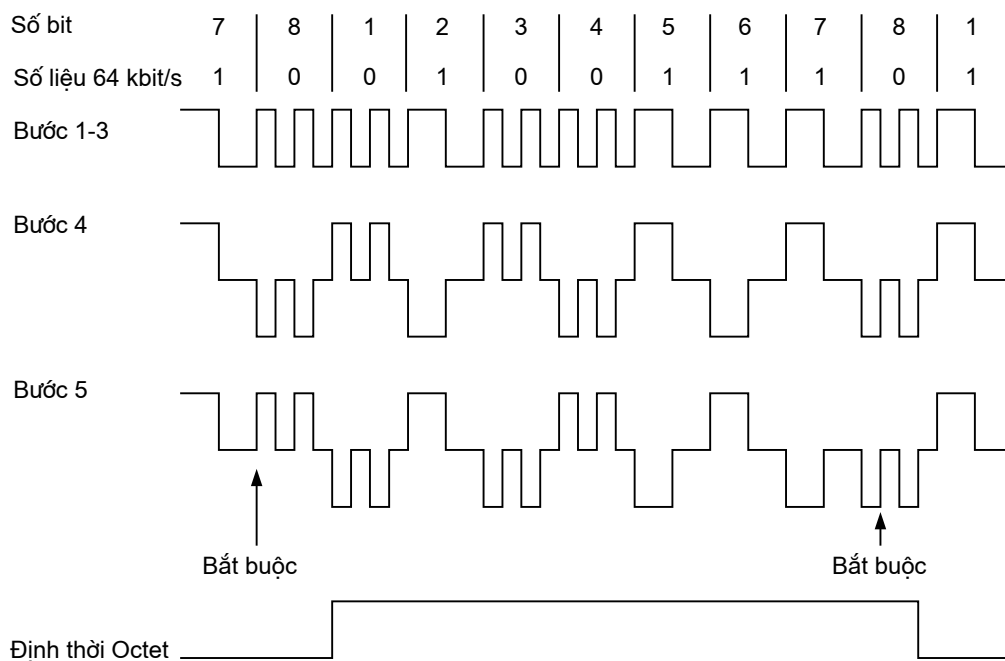 Số bit 7 8 1 2 3 4 5 6 7 8 1
Số liệu 64 kbit/s 1 0 0 1 0 0 1 1 1 0 1
Bước 1-3
Bước 4
Bước 5
Bắt buộc Bắt buộc
Định thời Octet